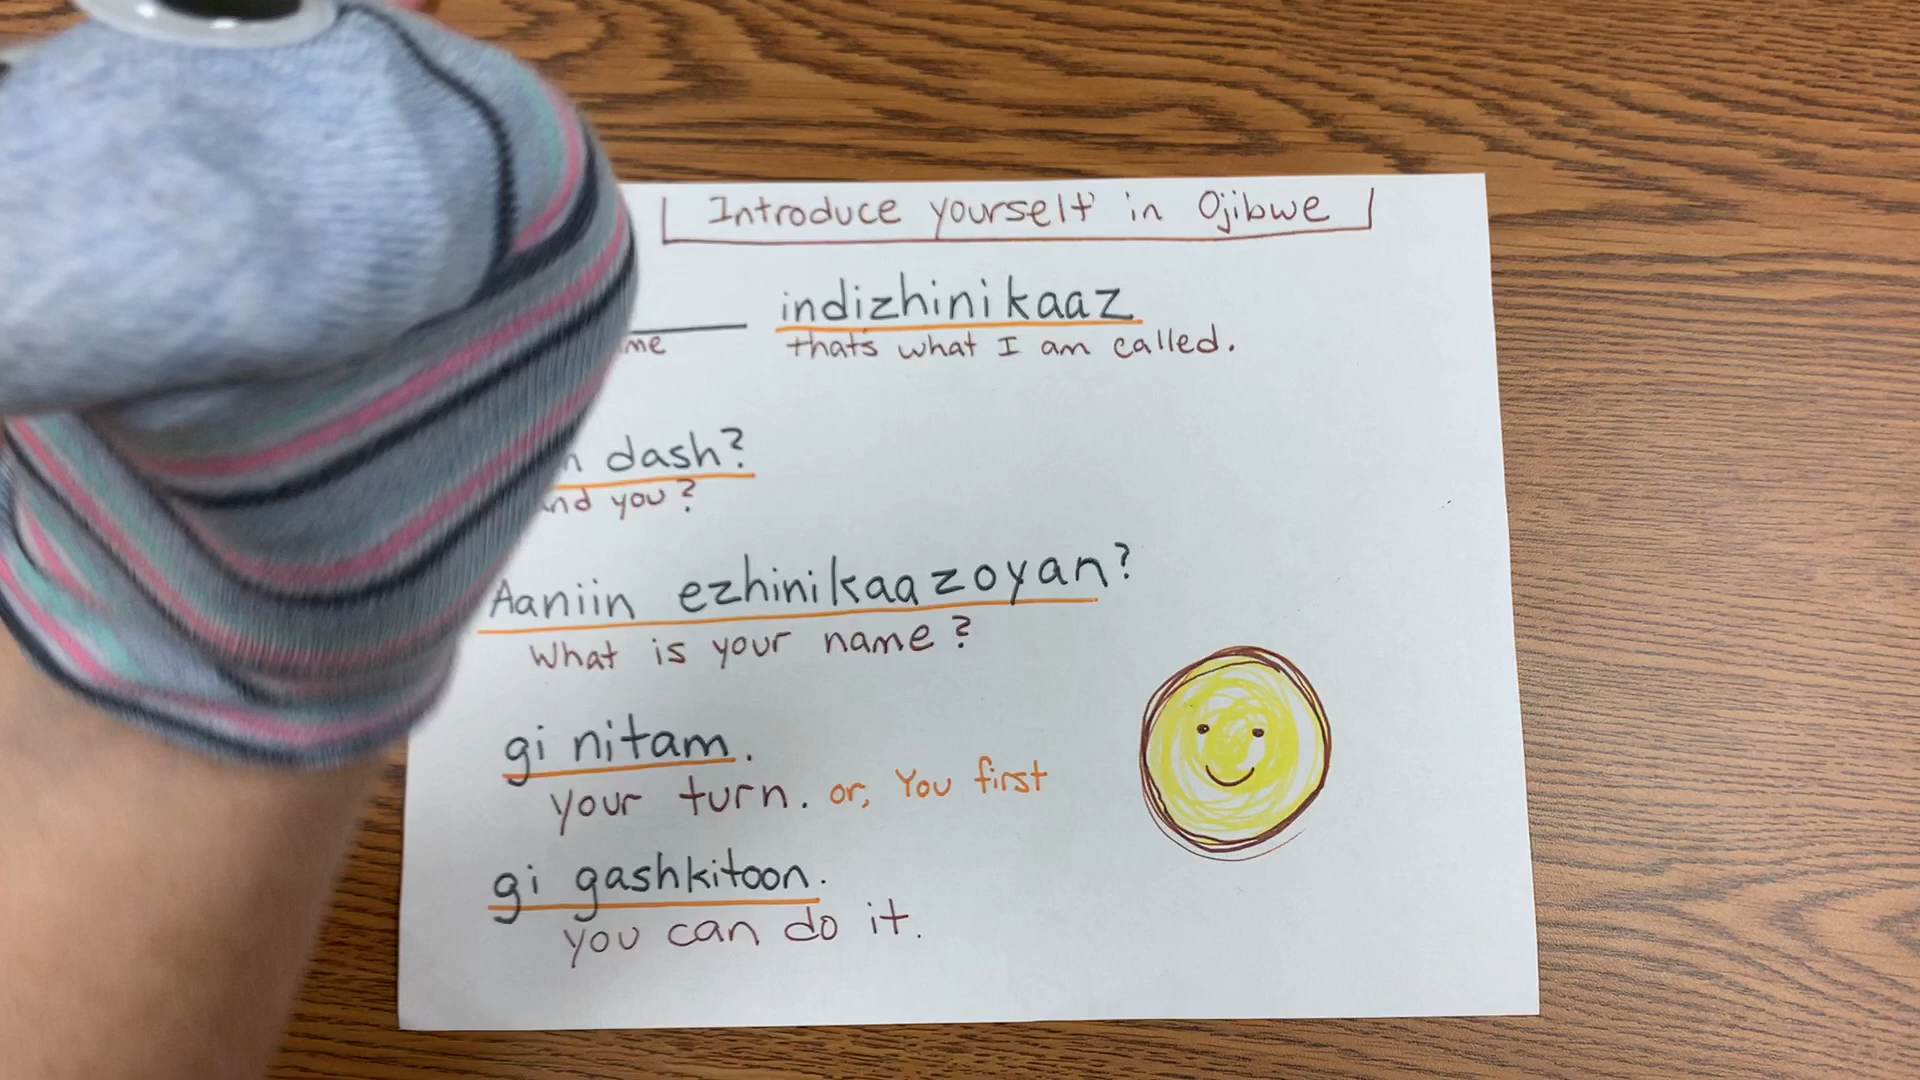 Introduce yourself in Ojibwe
indizhinikaaz
thats what I am called.
dash?
you?
Aaniin ezhinikaazoyan?
What is your name?
gi nitam.
your turn. or, You first
gi gashkitoon.
you can do it.